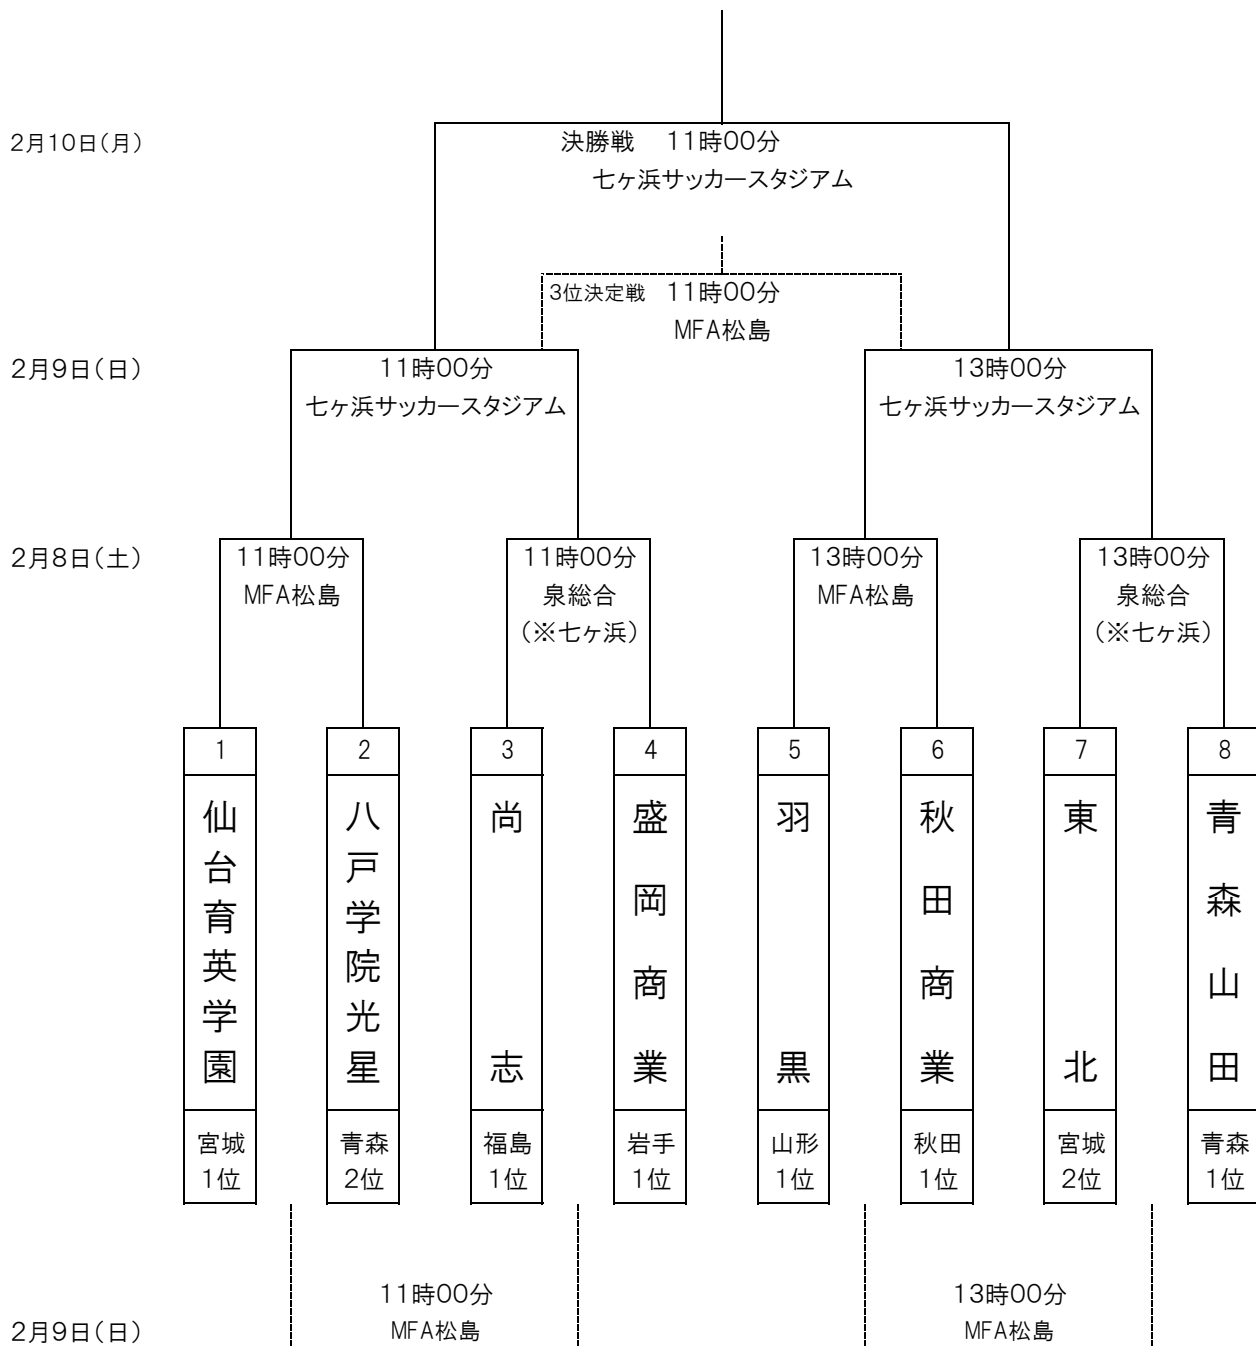 2月10日(月)
決勝戦 11時00分
七ヶ浜サッカースタジアム
3位決定戦 11時00分
MFA松島
2月9日(日)
11時00分
七ヶ浜サッカースタジアム
13時00分
七ヶ浜サッカースタジアム
2月8日(土)
11時00分
MFA松島
11時00分
泉総合
(※七ヶ浜)
13時00分
MFA松島
13時00分
泉総合
(※七ヶ浜)
1
仙台育英学園
宮城
1位
2
八戸学院光星
青森
2位
3
尚志
福島
1位
4
盛岡商業
岩手
1位
5
羽黒
山形
1位
6
秋田商業
秋田
1位
7
東北
宮城
2位
8
青森山田
青森
1位
2月9日(日)
11時00分
MFA松島
13時00分
MFA松島